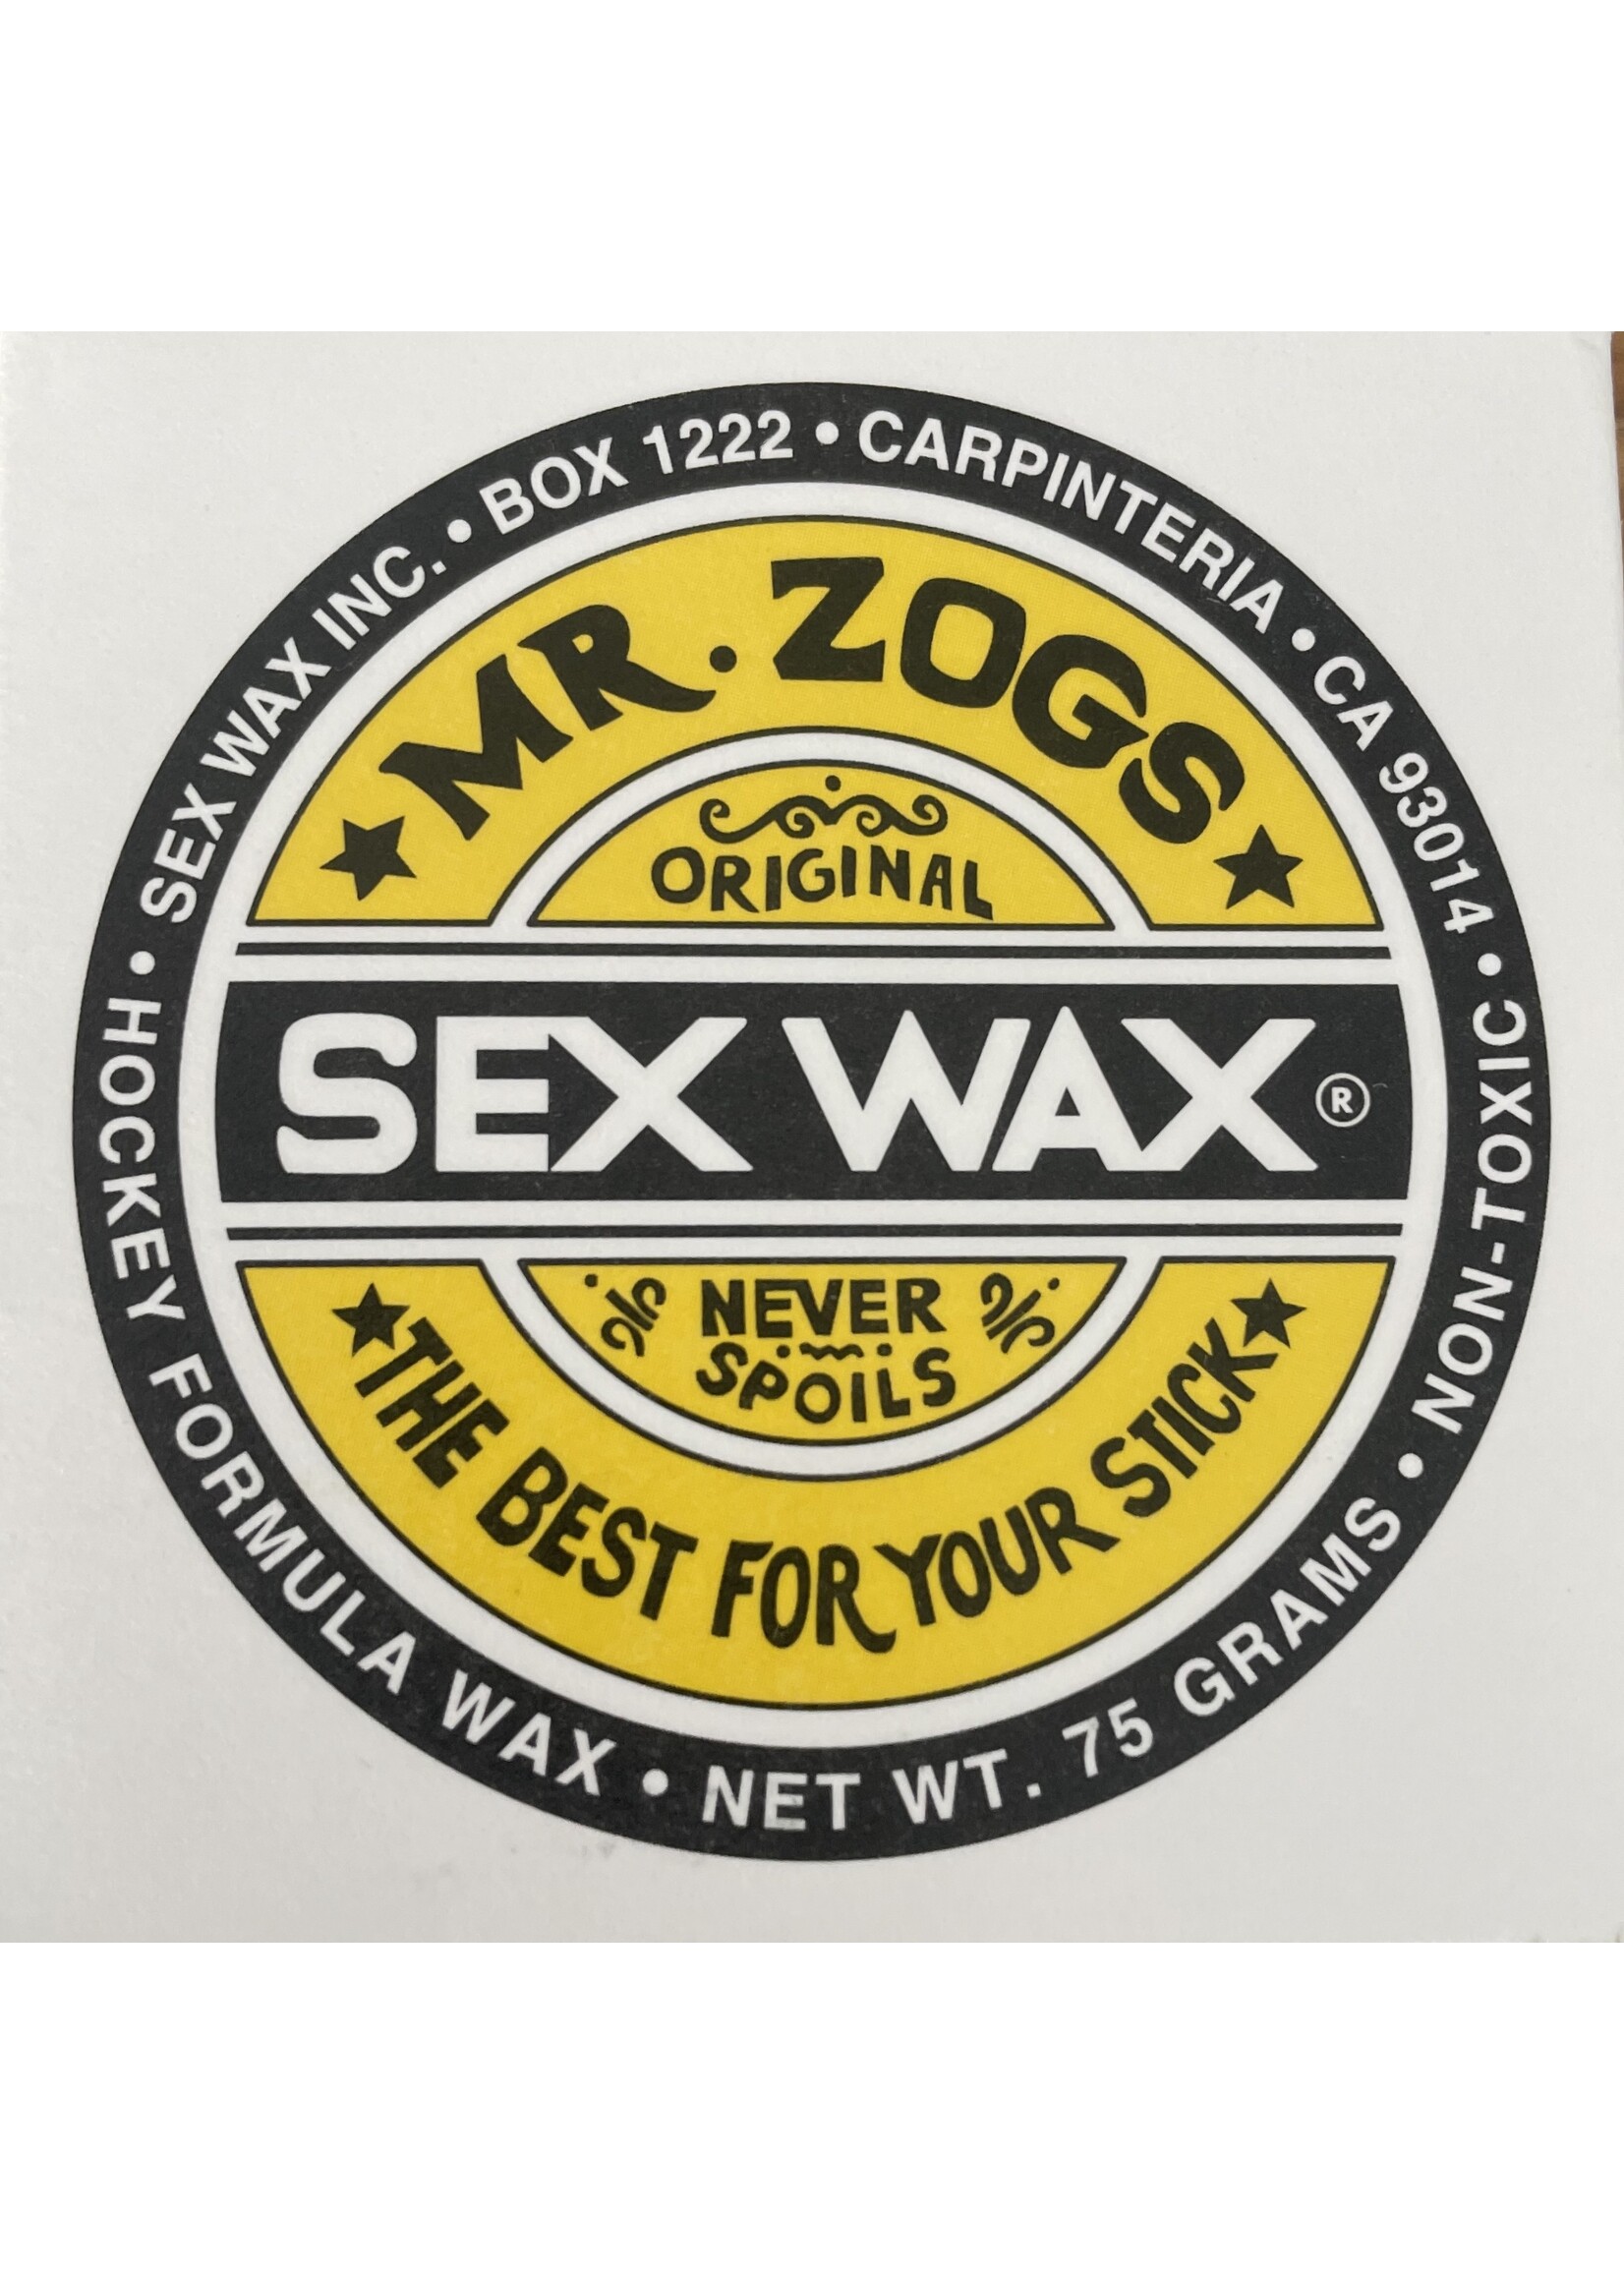 SEX WAX INC. • BOX 1222 • CARPINTERIA • CA 93014 • NON-TOXIC •
MR. ZOGS
ORIGINAL
SEX WAX®
NEVER
SPOILS
THE BEST FOR YOUR STICK
HOCKEY FORMULA WAX • NET WT. 75 GRAMS •